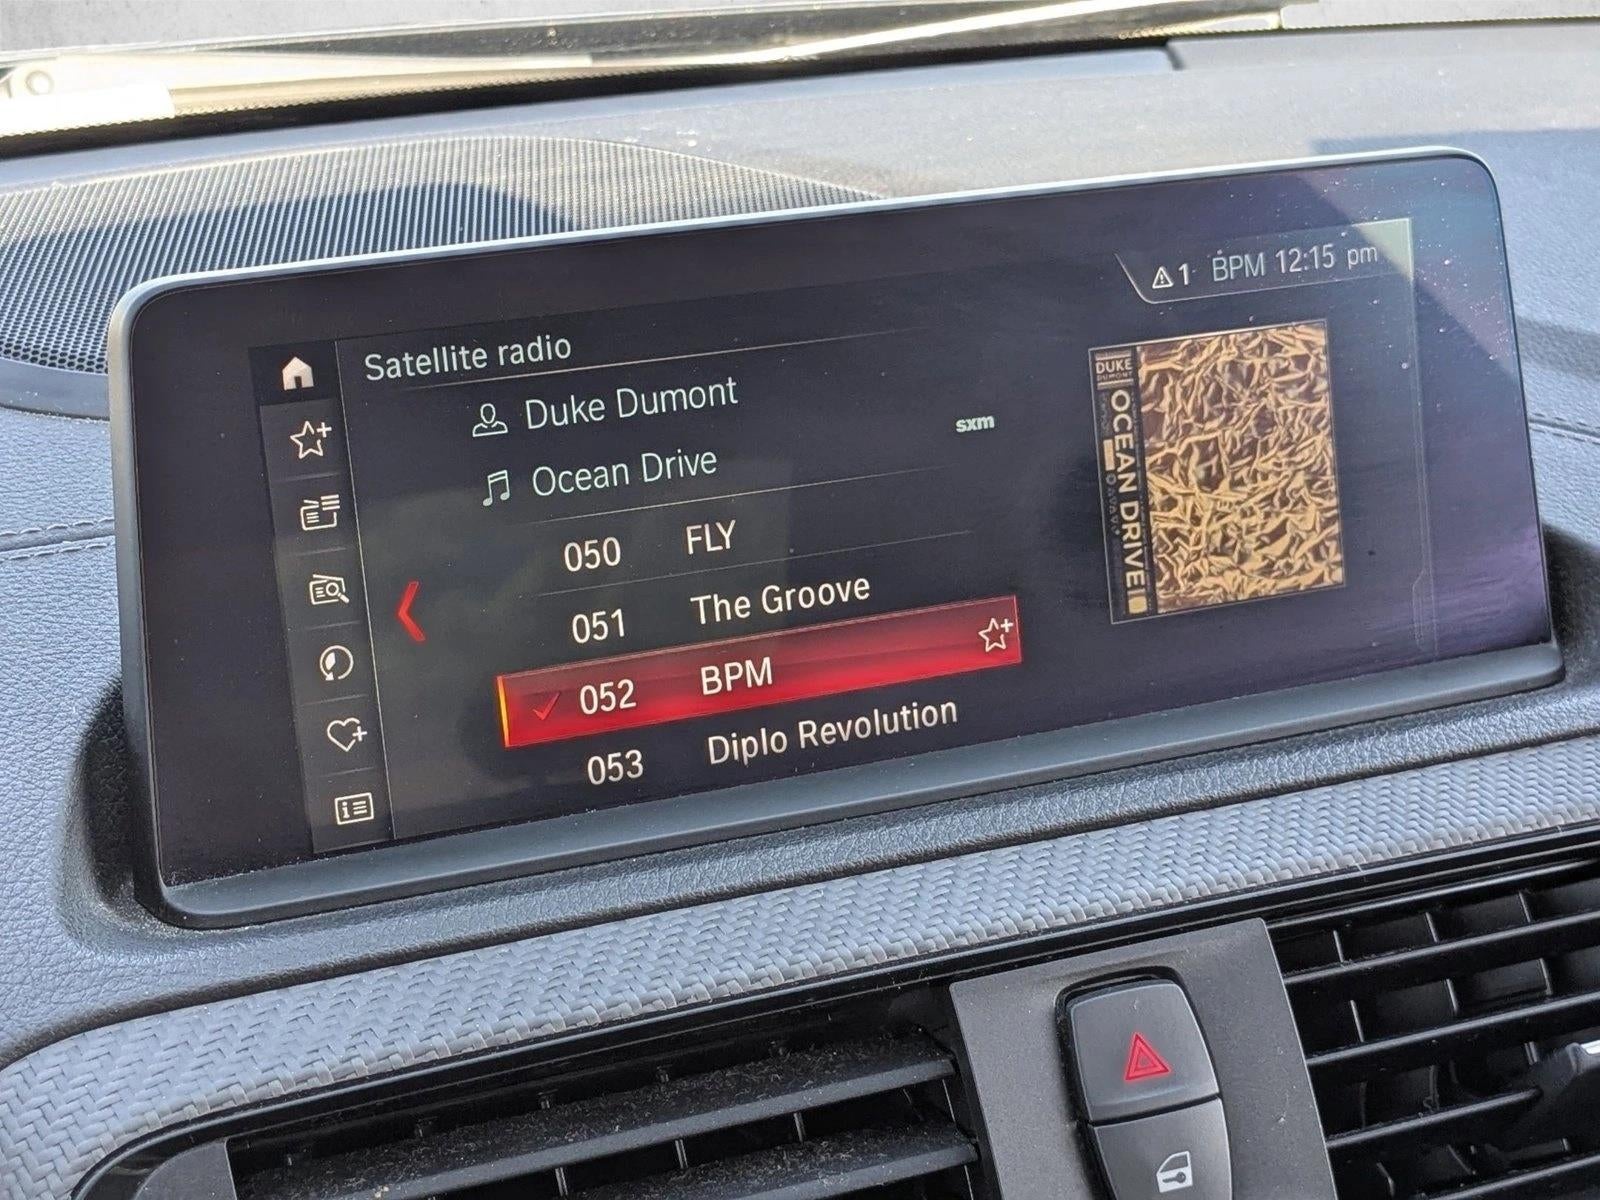 ⚠1 BPM 12:15 pm
Satellite radio
Duke Dumont
sxm
Ocean Drive
050 FLY
051 The Groove
052 BPM
053 Diplo Revolution
DUKE
DUMONT
OCEAN DRIVE